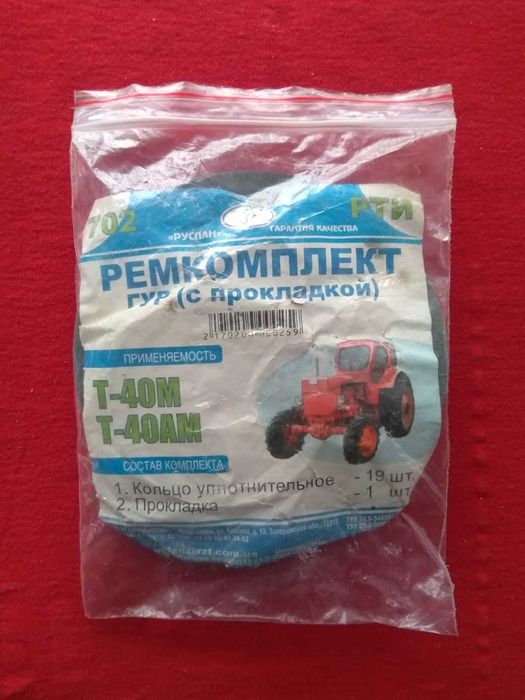 702
РТИ
«РУСЛАН»
ГАРАНТИЯ КАЧЕСТВА
РЕМКОМПЛЕКТ
ГУР (с прокладкой)
ПРИМЕНЯЕМОСТЬ
Т-40М
Т-40АМ
СОСТАВ КОМПЛЕКТА
1. Кольцо уплотнительное - 19 шт.
2. Прокладка - 1 шт